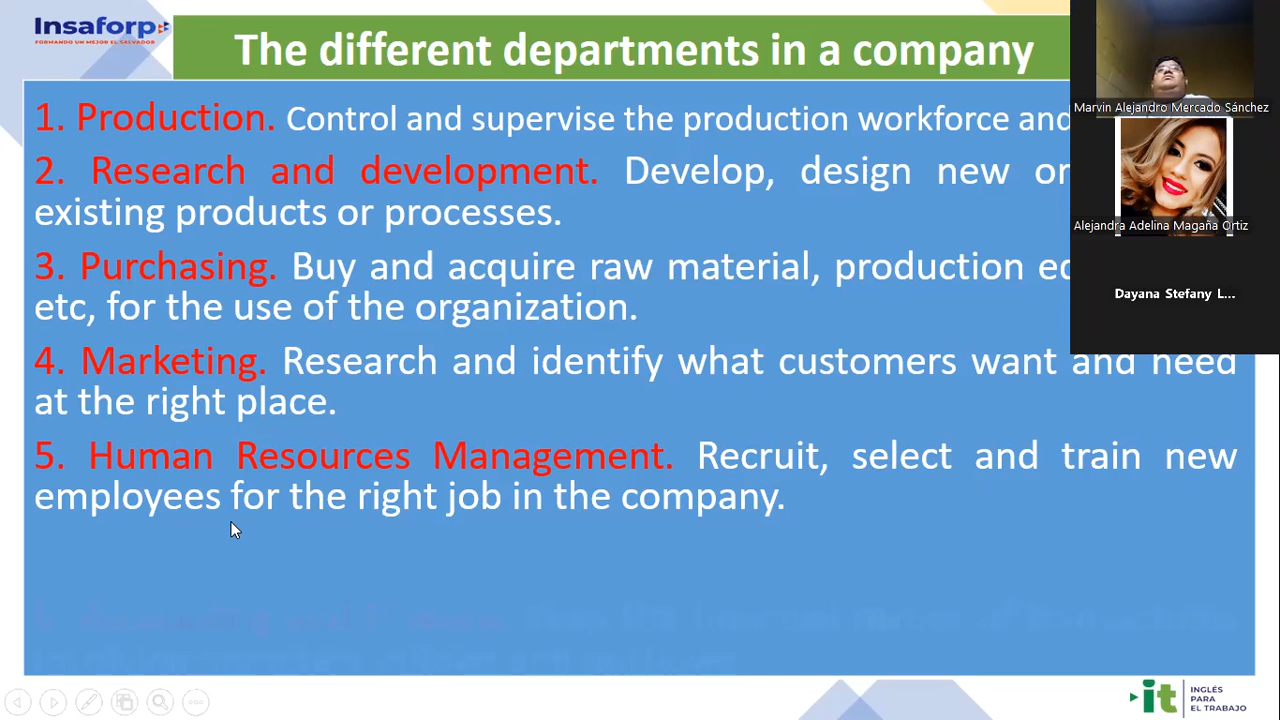 Insaforp
FORMANDO UN MEJOR EL SALVADOR
The different departments in a company
Marvin Alejandro Mercado Sánchez
1. Production. Control and supervise the production workforce and
2. Research and development. Develop, design new or
existing products or processes.
Alejandra Adelina Magaña Ortiz
3. Purchasing. Buy and acquire raw material, production
etc, for the use of the organization.
Dayana Stefany L...
4. Marketing. Research and identify what customers want and need
at the right place.
5. Human Resources Management. Recruit, select and train new
employees for the right job in the company.
it
INGLÉS
PARA
EL TRABAJO